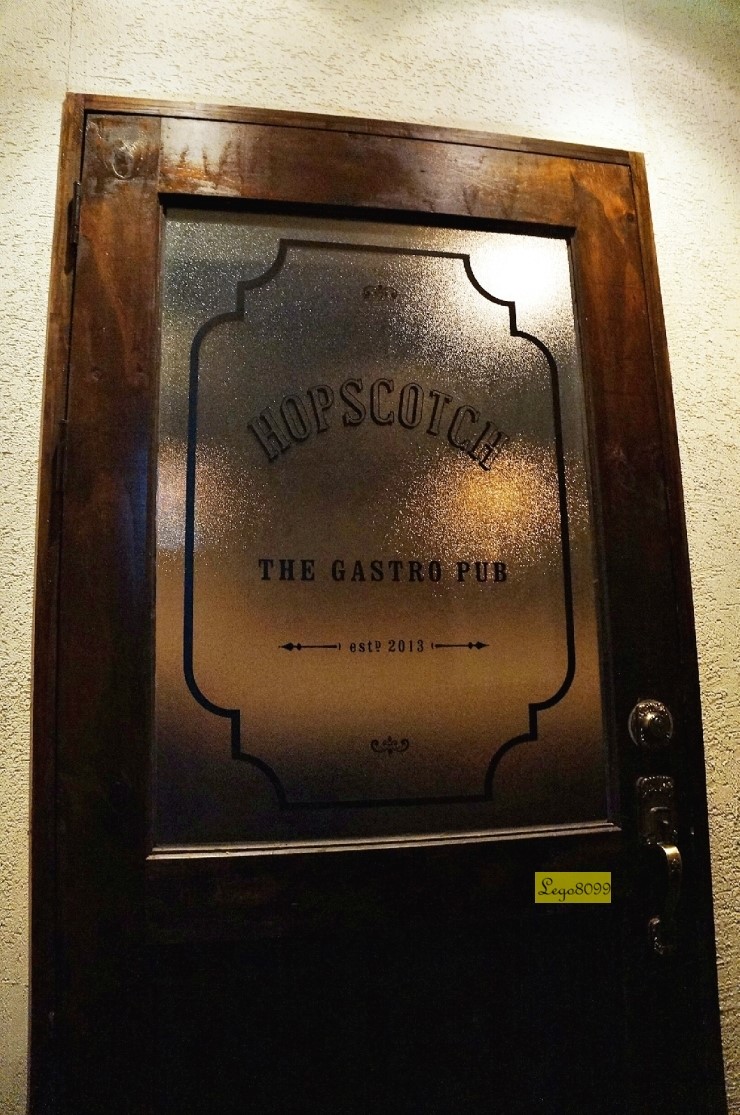 HOPSCOTCH
THE GASTRO PUB
estᴰ 2013
Lego8099